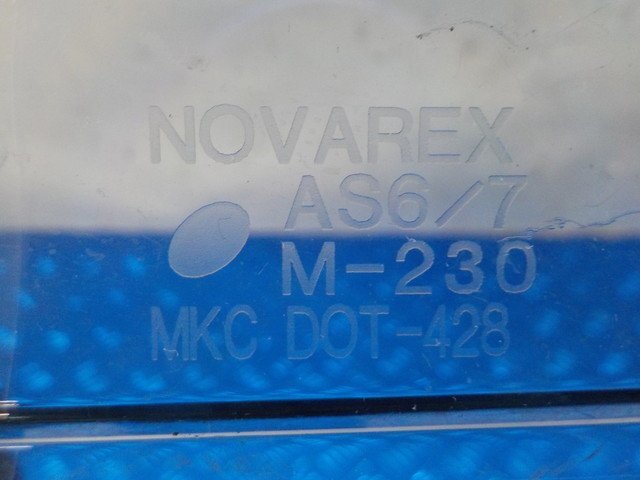 NOVAREX
AS6/7
M-230
MKC DOT-428